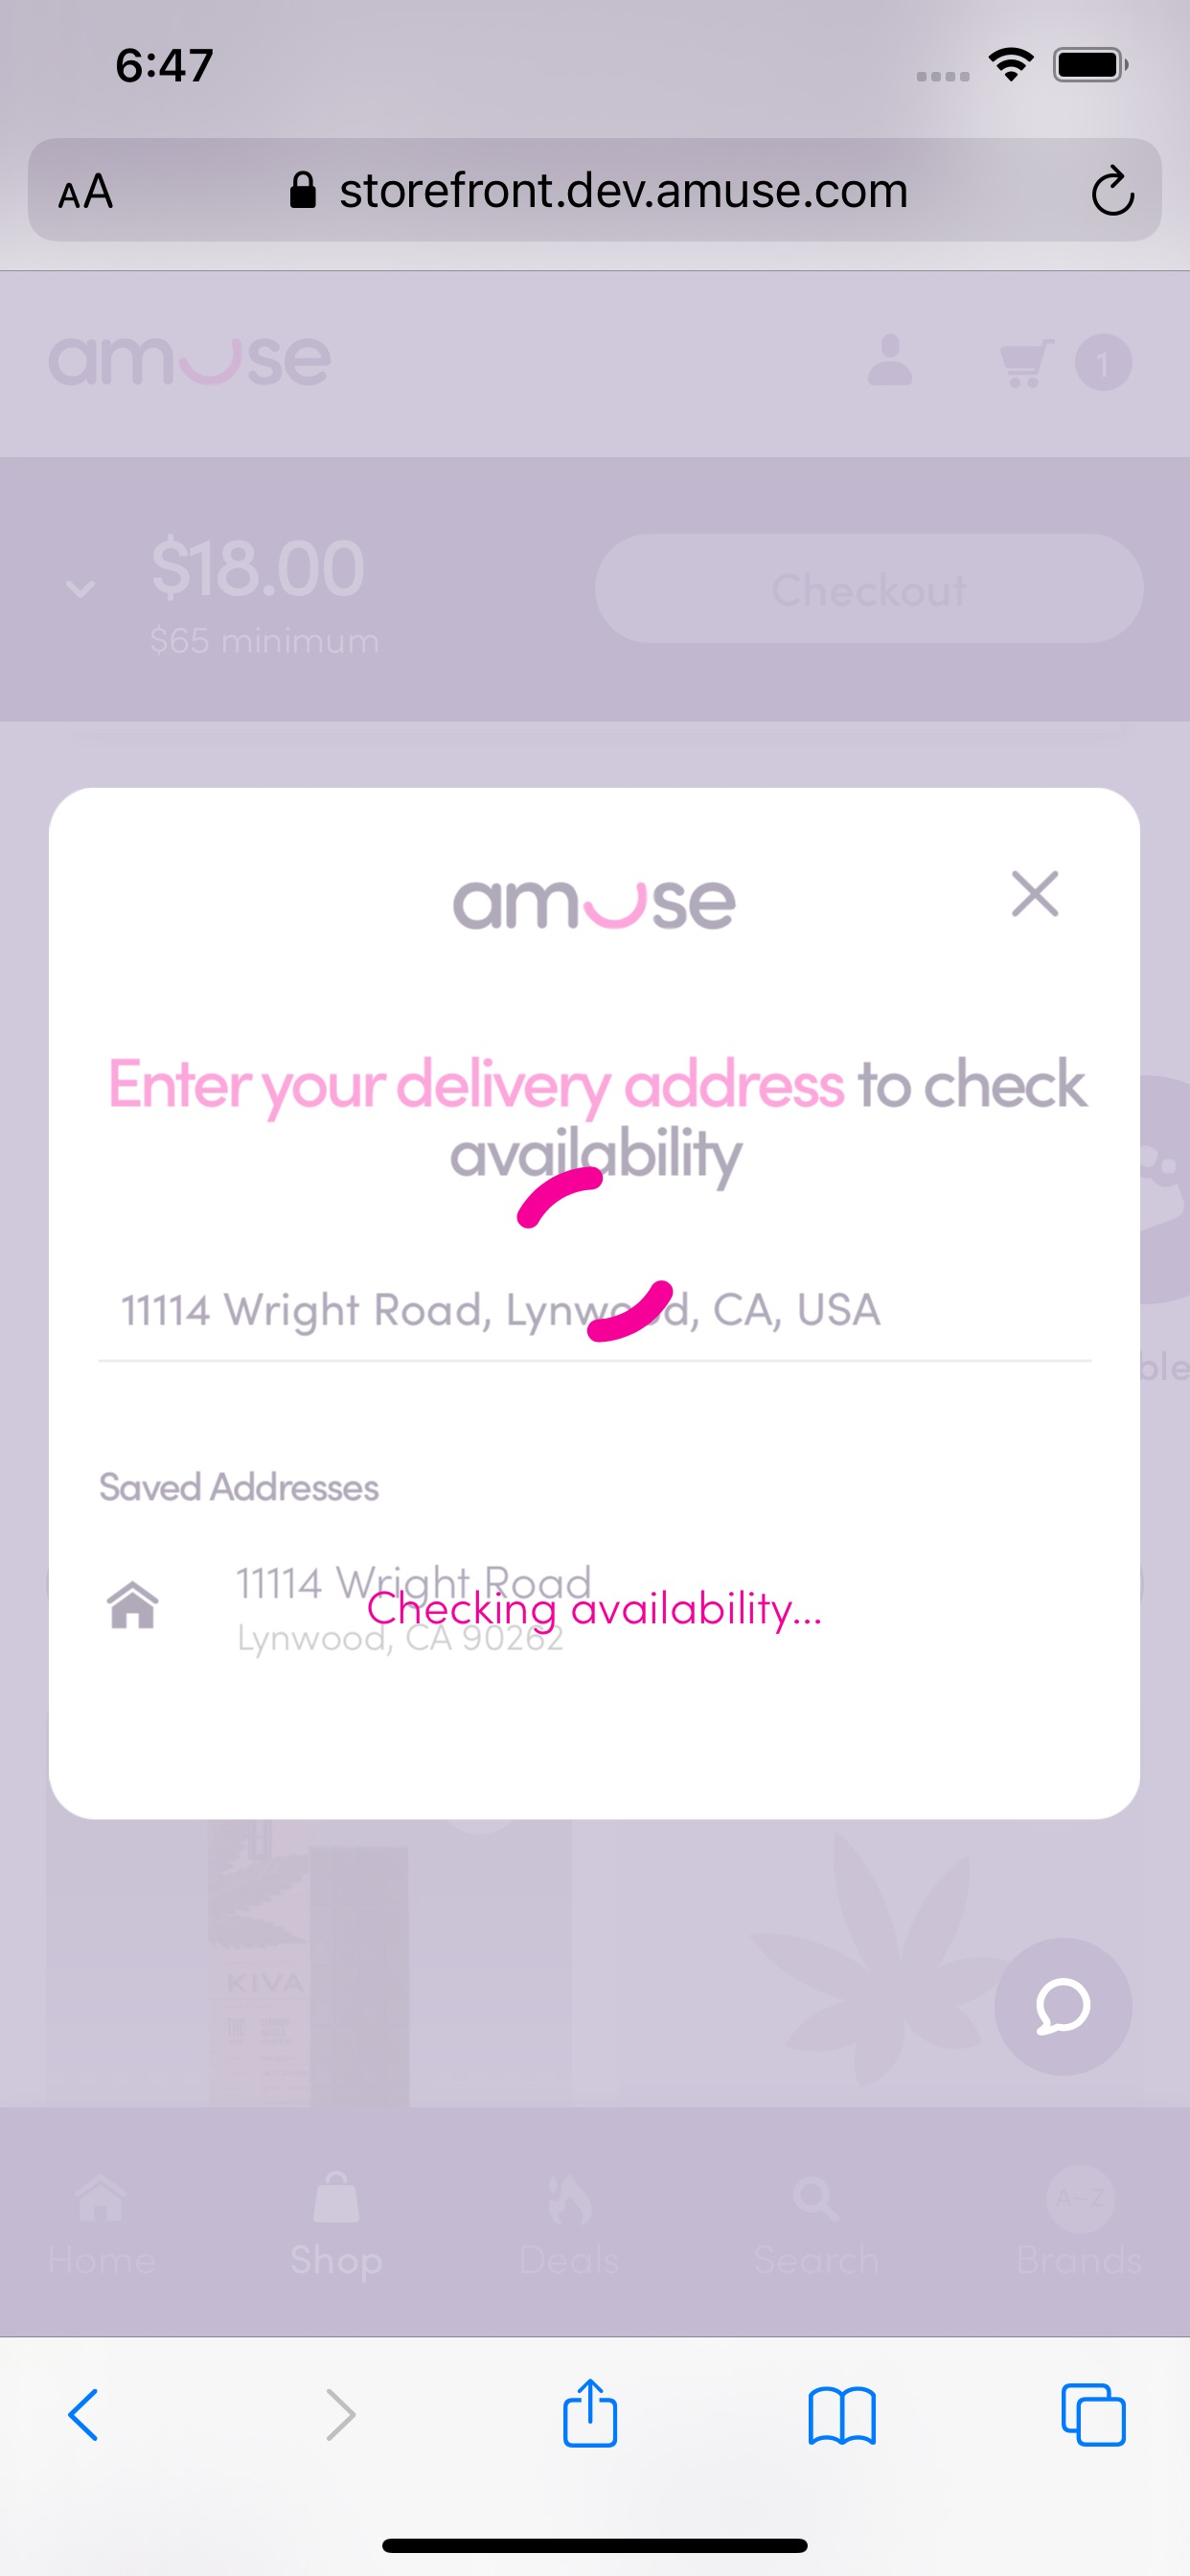 6:47
AA storefront.dev.amuse.com
amuse 1
$18.00
$65 minimum
Checkout
amuse
Enter your delivery address to check
availability
11114 Wright Road, Lynwood, CA, USA
ble
Saved Addresses
11114 Wright Road
Checking availability...
Lynwood, CA 90262
KIVA
Home Shop Deals Search A–Z Brands